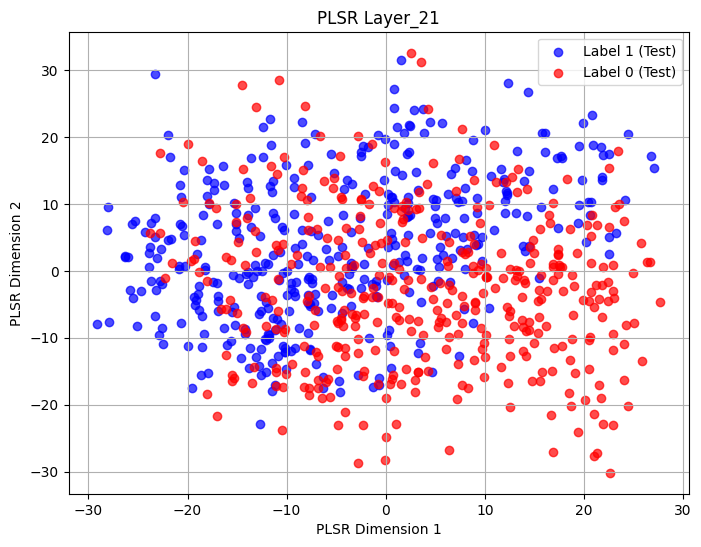 PLSR Layer_21
Label 1 (Test)
Label 0 (Test)
PLSR Dimension 2
30
20
10
0
−10
−20
−30
−30
−20
−10
0
10
20
30
PLSR Dimension 1